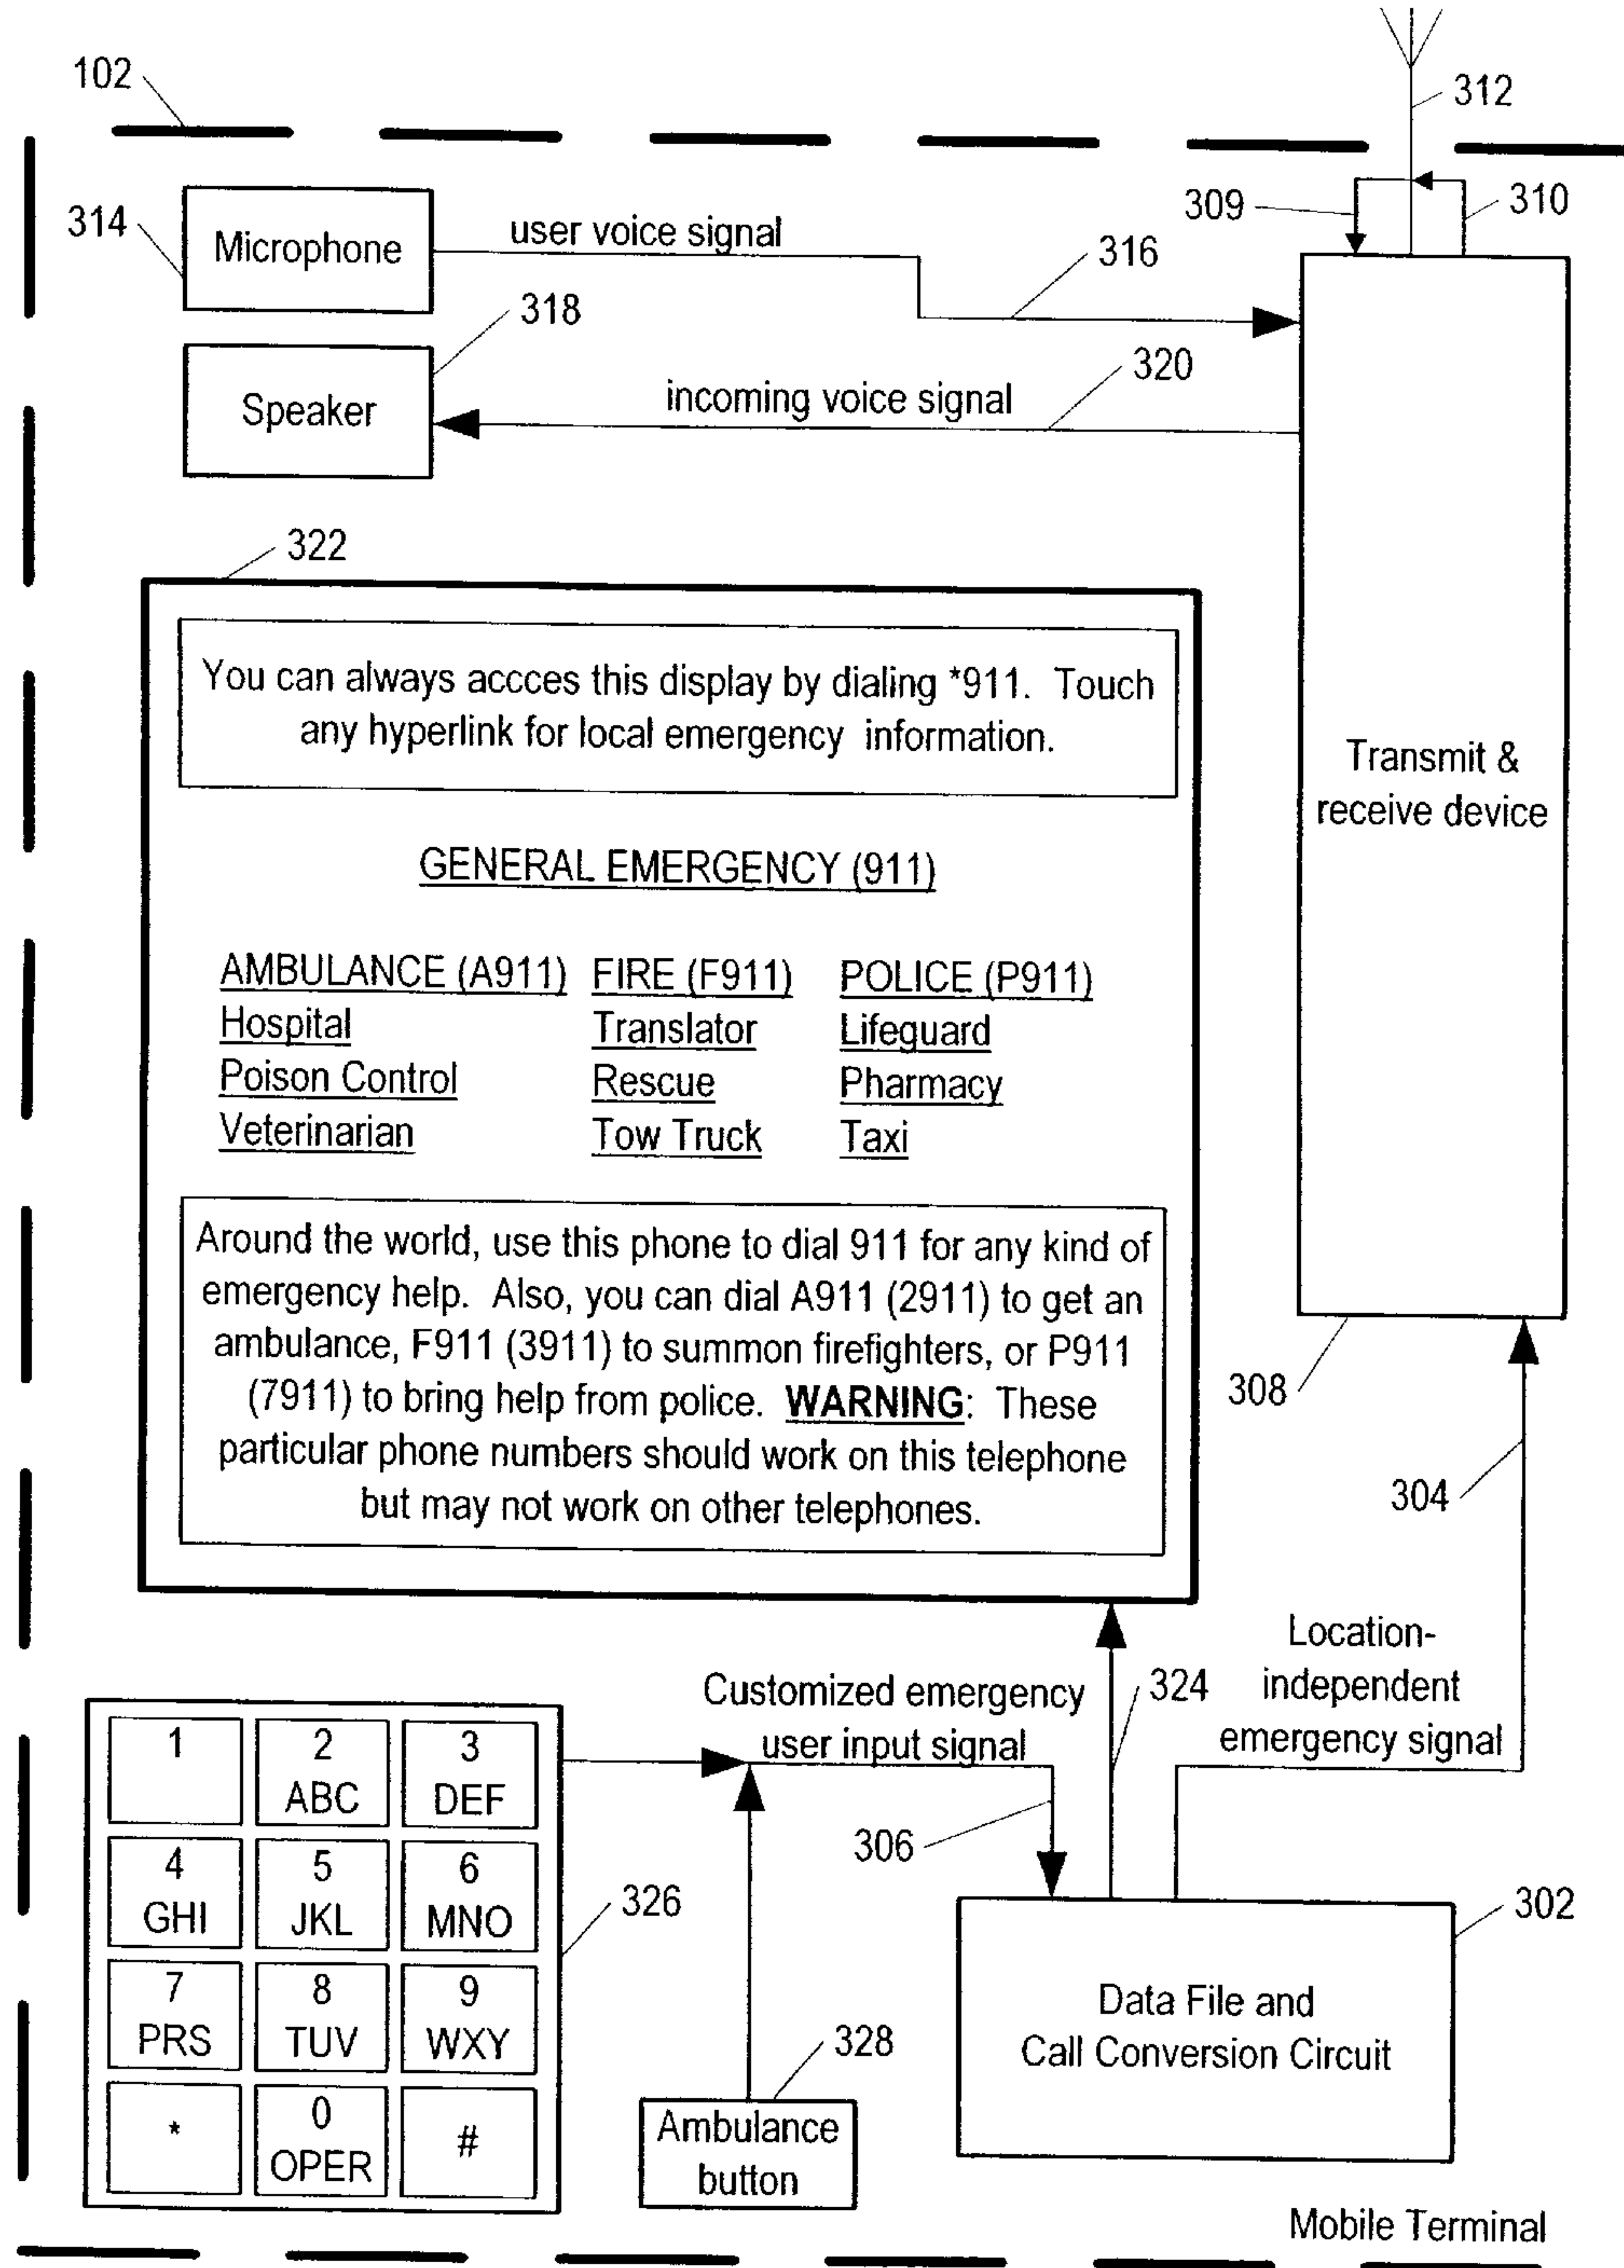 102
312
309
310
314
Microphone
user voice signal
316
318
Speaker
incoming voice signal
320
322
You can always accces this display by dialing *911. Touch
any hyperlink for local emergency information.
GENERAL EMERGENCY (911)
AMBULANCE (A911) FIRE (F911) POLICE (P911)
Hospital Translator Lifeguard
Poison Control Rescue Pharmacy
Veterinarian Tow Truck Taxi
Around the world, use this phone to dial 911 for any kind of
emergency help. Also, you can dial A911 (2911) to get an
ambulance, F911 (3911) to summon firefighters, or P911
(7911) to bring help from police. WARNING: These
particular phone numbers should work on this telephone
but may not work on other telephones.
Transmit &
receive device
308
304
Location-
independent
emergency signal
324
Customized emergency
user input signal
306
1 2 3
ABC DEF
4 5 6
GHI JKL MNO
7 8 9
PRS TUV WXY
* 0 #
OPER
326
328
Ambulance
button
302
Data File and
Call Conversion Circuit
Mobile Terminal